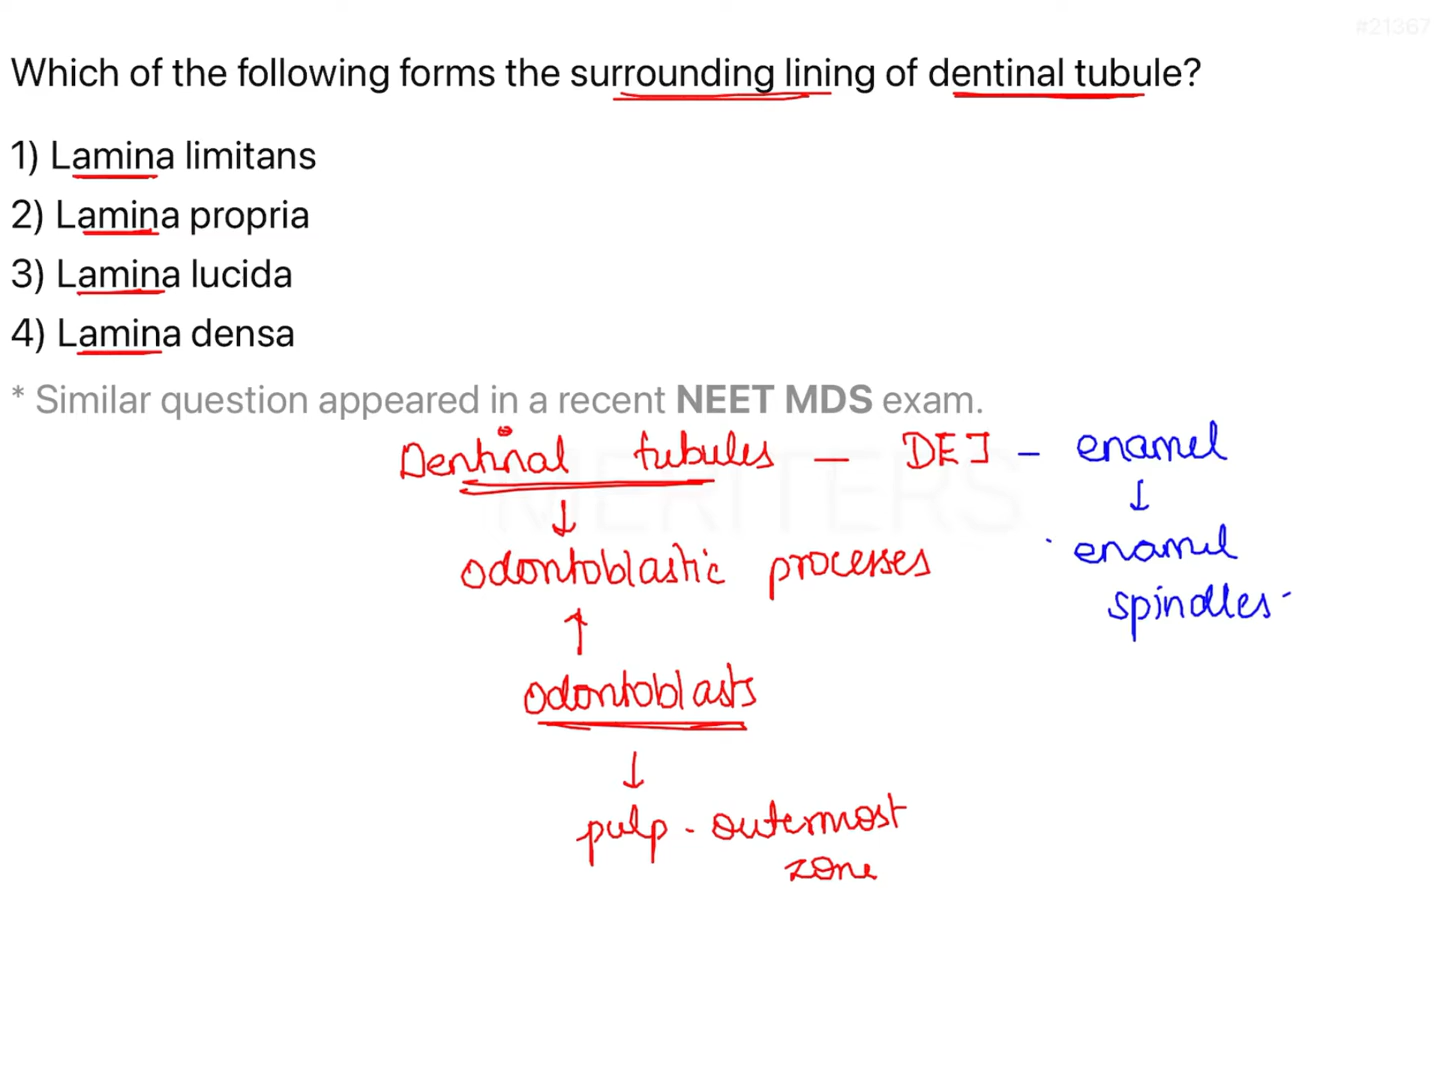 #21367
Which of the following forms the surrounding lining of dentinal tubule?
1) Lamina limitans
2) Lamina propria
3) Lamina lucida
4) Lamina densa
* Similar question appeared in a recent NEET MDS exam.
Dentinal tubules — DEJ - enamel
↓ ↓
odontoblastic processes enamel
spindles
↑
odontoblasts
↓
pulp - outermost
zone
MERITERS